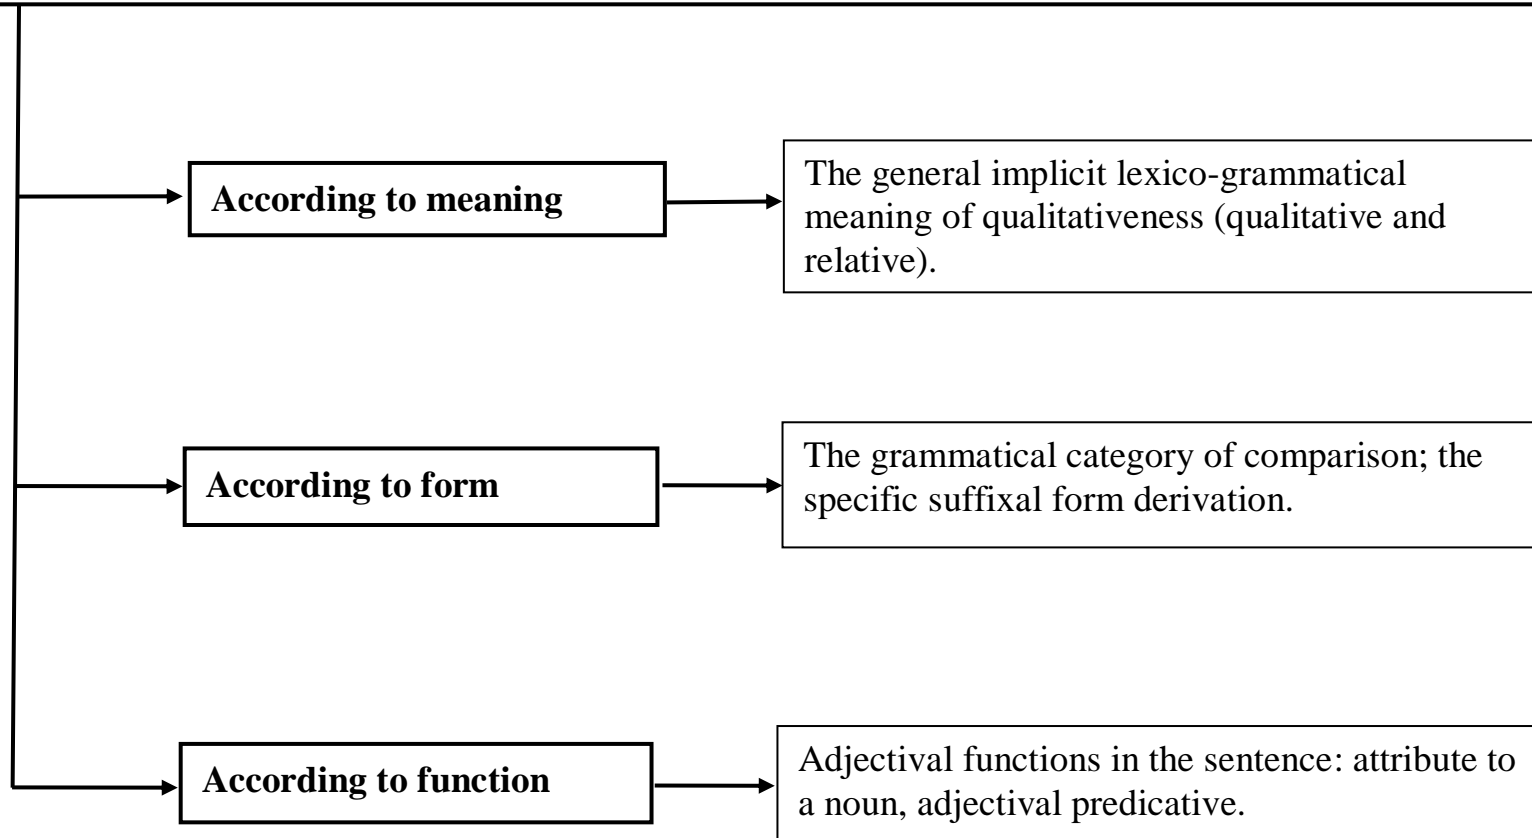 According to meaning
The general implicit lexico-grammatical
meaning of qualitativeness (qualitative and
relative).
According to form
The grammatical category of comparison; the
specific suffixal form derivation.
According to function
Adjectival functions in the sentence: attribute to
a noun, adjectival predicative.